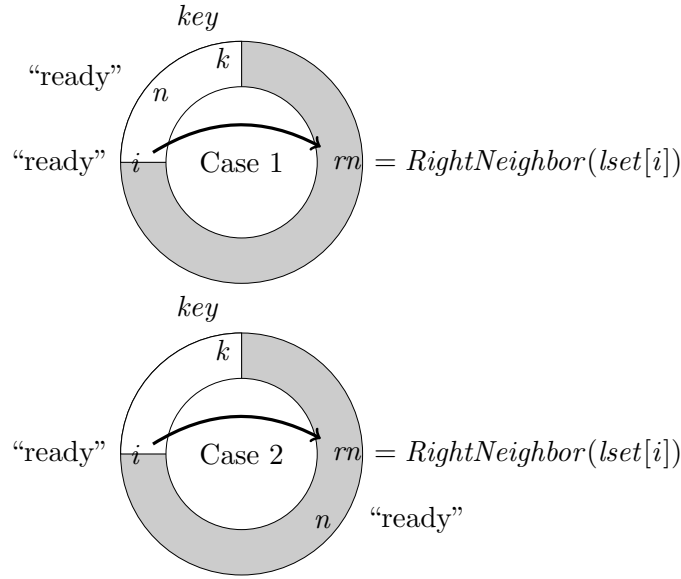 key
k
“ready”
n
“ready” i Case 1 rn = RightNeighbor(lset[i])
key
k
“ready” i Case 2 rn = RightNeighbor(lset[i])
n “ready”